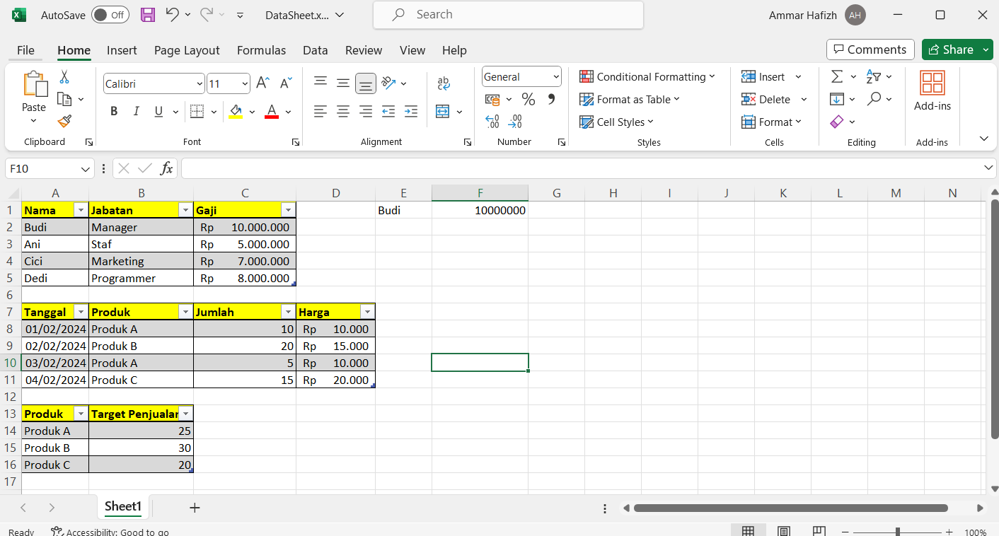 AutoSave Off DataSheet.x... Search Ammar Hafizh AH
File Home Insert Page Layout Formulas Data Review View Help Comments Share
Paste Calibri 11 A A ab General Conditional Formatting Insert
B I U A % Format as Table Delete Add-ins
.00 .00 Cell Styles Format
Clipboard Font Alignment Number Styles Cells Editing Add-ins
F10 fx
A B C D E F G H I J K L M N
1 Nama Jabatan Gaji Budi 10000000
2 Budi Manager Rp 10.000.000
3 Ani Staf Rp 5.000.000
4 Cici Marketing Rp 7.000.000
5 Dedi Programmer Rp 8.000.000
6
7 Tanggal Produk Jumlah Harga
8 01/02/2024 Produk A 10 Rp 10.000
9 02/02/2024 Produk B 20 Rp 15.000
10 03/02/2024 Produk A 5 Rp 10.000
11 04/02/2024 Produk C 15 Rp 20.000
12
13 Produk Target Penjualan
14 Produk A 25
15 Produk B 30
16 Produk C 20
17
Sheet1
Ready Accessibility: Good to go 100%